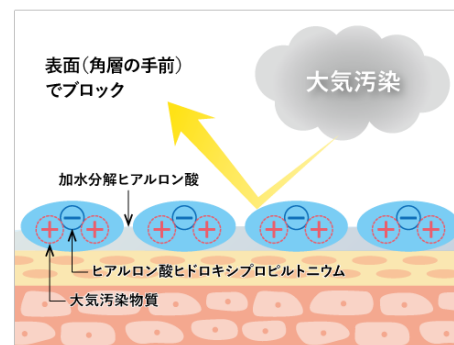 表面（角層の手前）
でブロック
大気汚染
加水分解ヒアルロン酸
ヒアルロン酸ヒドロキシプロピルトニウム
大気汚染物質